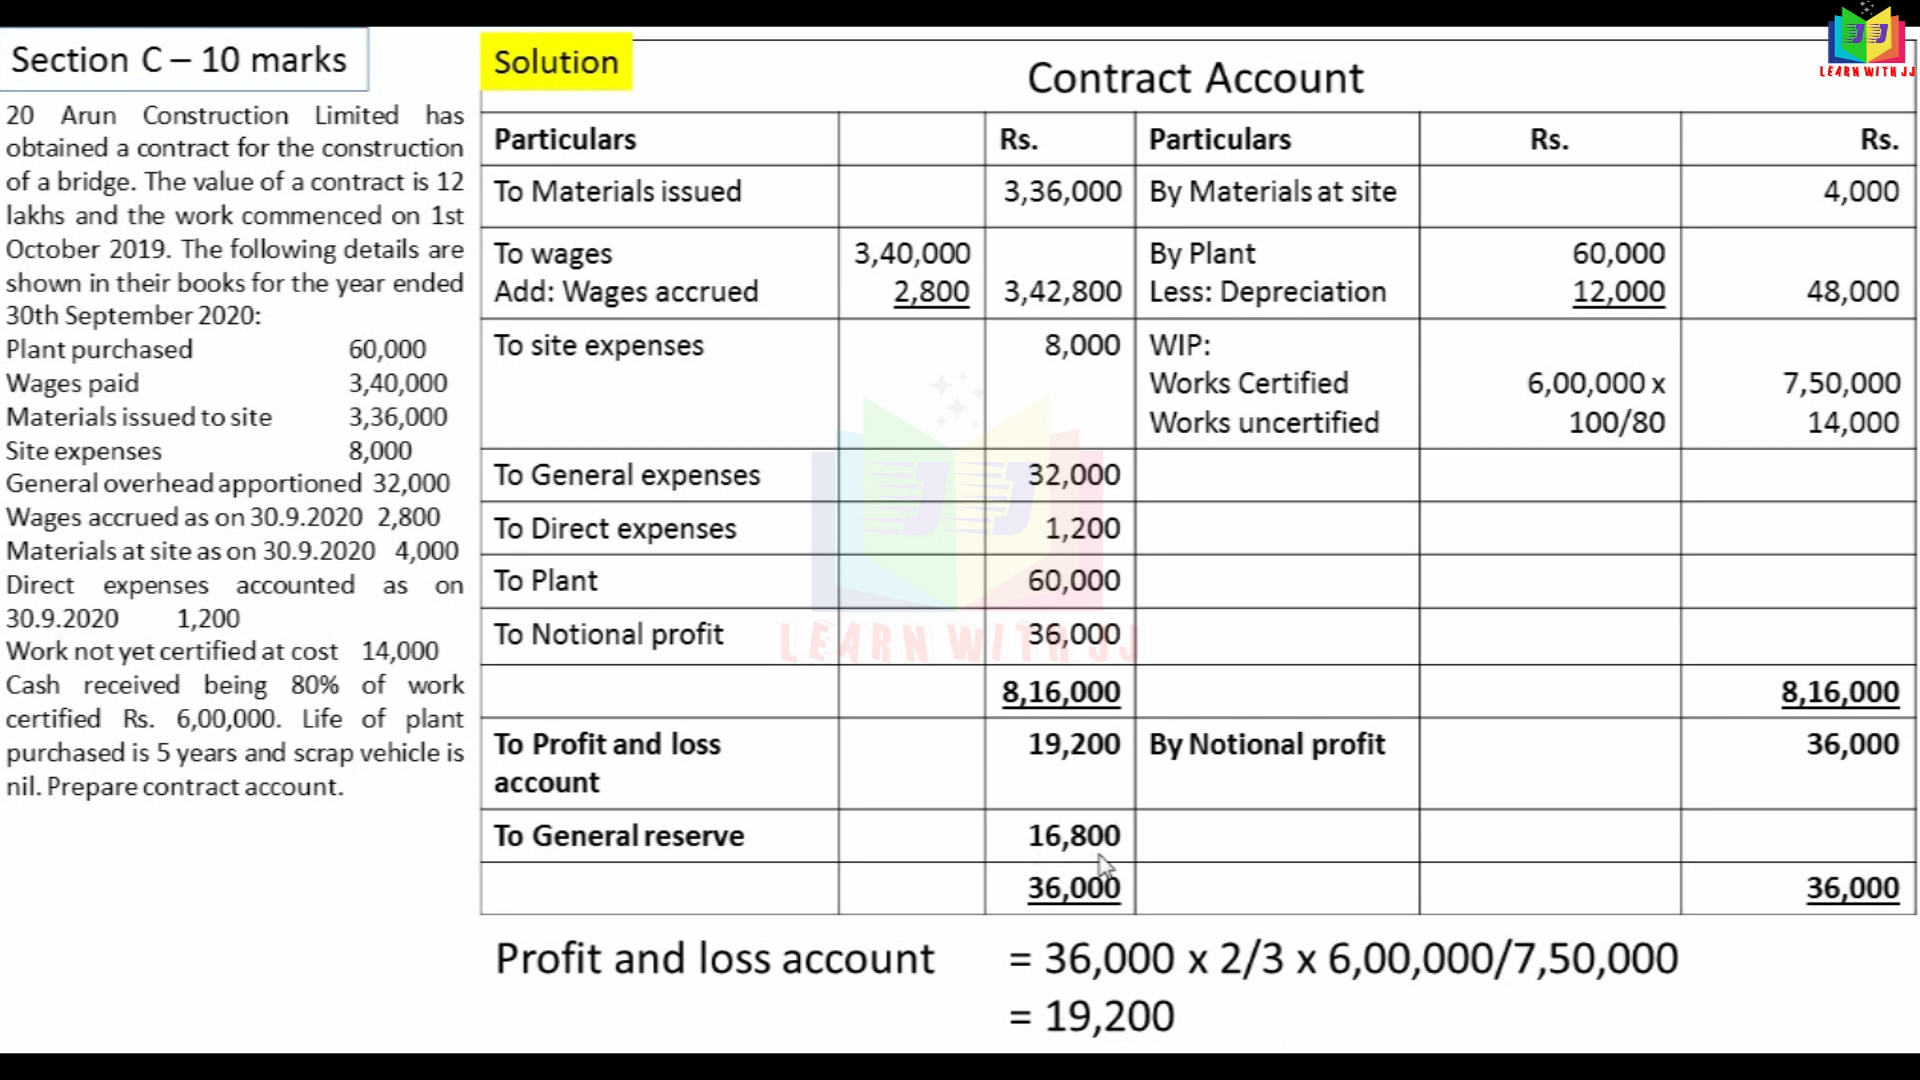 Section C – 10 marks
20 Arun Construction Limited has
obtained a contract for the construction
of a bridge. The value of a contract is 12
lakhs and the work commenced on 1st
October 2019. The following details are
shown in their books for the year ended
30th September 2020:
Plant purchased 60,000
Wages paid 3,40,000
Materials issued to site 3,36,000
Site expenses 8,000
General overhead apportioned 32,000
Wages accrued as on 30.9.2020 2,800
Materials at site as on 30.9.2020 4,000
Direct expenses accounted as on
30.9.2020 1,200
Work not yet certified at cost 14,000
Cash received being 80% of work
certified Rs. 6,00,000. Life of plant
purchased is 5 years and scrap vehicle is
nil. Prepare contract account.
Solution
Contract Account
Particulars Rs. Particulars Rs. Rs.
To Materials issued 3,36,000 By Materials at site 4,000
To wages 3,40,000 By Plant 60,000
Add: Wages accrued 2,800 3,42,800 Less: Depreciation 12,000 48,000
To site expenses 8,000 WIP:
Works Certified 6,00,000 x 7,50,000
Works uncertified 100/80 14,000
To General expenses 32,000
To Direct expenses 1,200
To Plant 60,000
To Notional profit 36,000
8,16,000 8,16,000
To Profit and loss 19,200 By Notional profit 36,000
account
To General reserve 16,800
36,000 36,000
Profit and loss account = 36,000 x 2/3 x 6,00,000/7,50,000
= 19,200
JJ
LEARN WITH JJ
JJ
LEARN WITH JJ